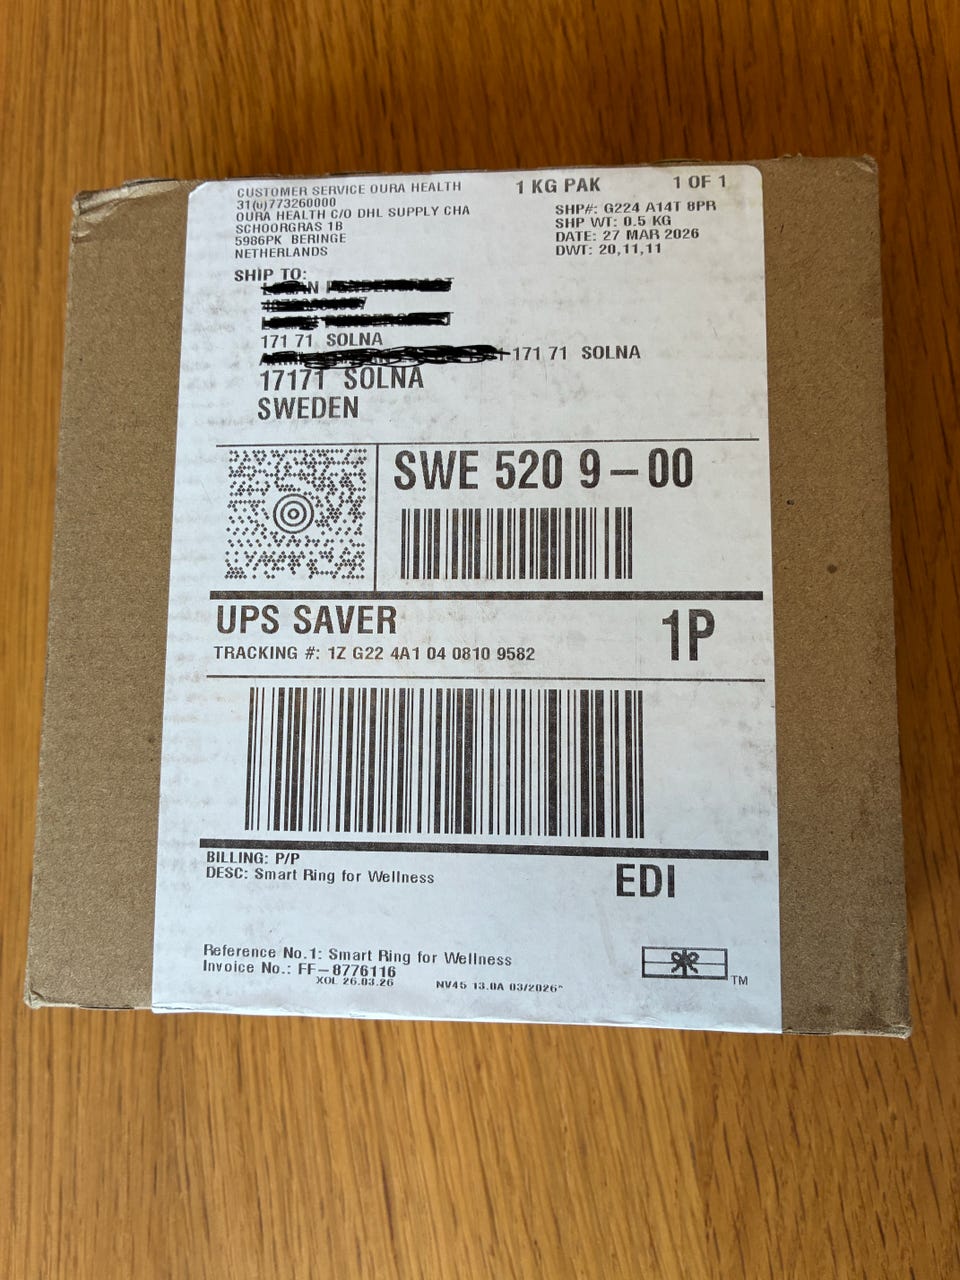 CUSTOMER SERVICE OURA HEALTH
31(0)773260000
OURA HEALTH C/O DHL SUPPLY CHA
SCHOORGRAS 1B
5986PK BERINGE
NETHERLANDS
1 KG PAK 1 OF 1
SHP#: G224 A14T 8PR
SHP WT: 0.5 KG
DATE: 27 MAR 2026
DWT: 20,11,11
SHIP TO:
171 71 SOLNA
171 71 SOLNA
17171 SOLNA
SWEDEN
SWE 520 9-00
UPS SAVER
TRACKING #: 1Z G22 4A1 04 0810 9582
1P
BILLING: P/P
DESC: Smart Ring for Wellness
EDI
Reference No.1: Smart Ring for Wellness
Invoice No.: FF-8776116
XOL 26.03.26 NV45 13.0A 03/2026*
TM